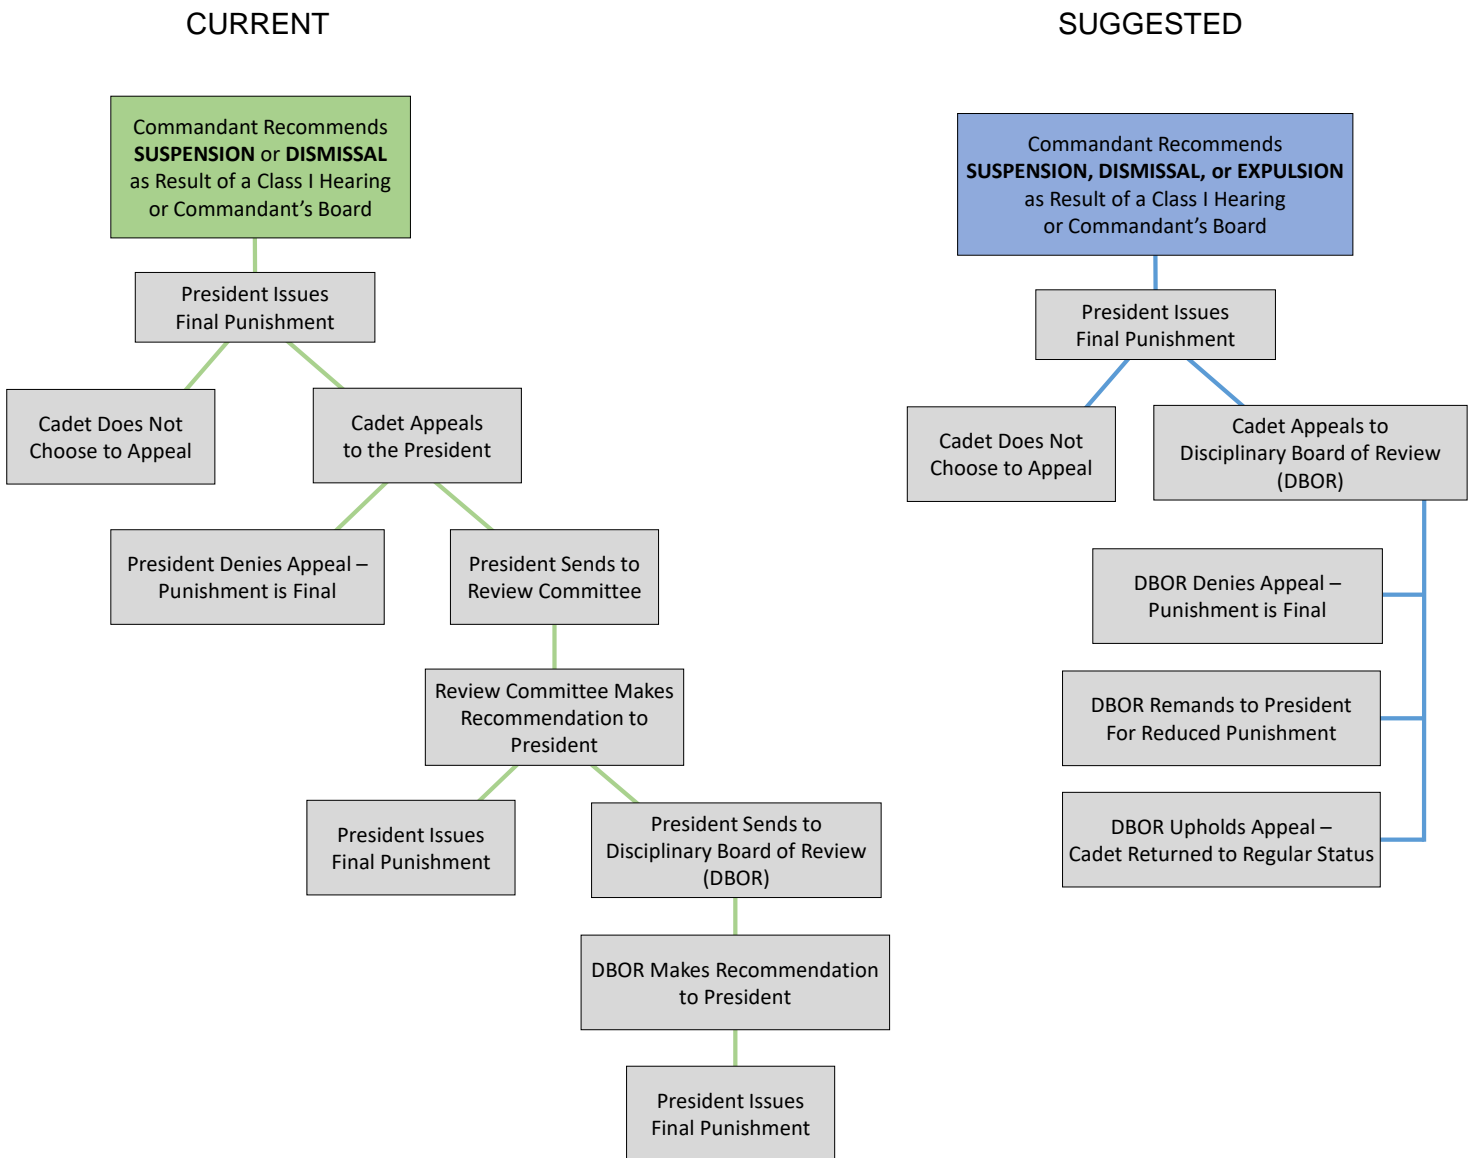 CURRENT
Commandant Recommends
SUSPENSION or DISMISSAL
as Result of a Class I Hearing
or Commandant’s Board
President Issues
Final Punishment
Cadet Does Not
Choose to Appeal
Cadet Appeals
to the President
President Denies Appeal –
Punishment is Final
President Sends to
Review Committee
Review Committee Makes
Recommendation to
President
President Issues
Final Punishment
President Sends to
Disciplinary Board of Review
(DBOR)
DBOR Makes Recommendation
to President
President Issues
Final Punishment
SUGGESTED
Commandant Recommends
SUSPENSION, DISMISSAL, or EXPULSION
as Result of a Class I Hearing
or Commandant’s Board
President Issues
Final Punishment
Cadet Does Not
Choose to Appeal
Cadet Appeals to
Disciplinary Board of Review
(DBOR)
DBOR Denies Appeal –
Punishment is Final
DBOR Remands to President
For Reduced Punishment
DBOR Upholds Appeal –
Cadet Returned to Regular Status